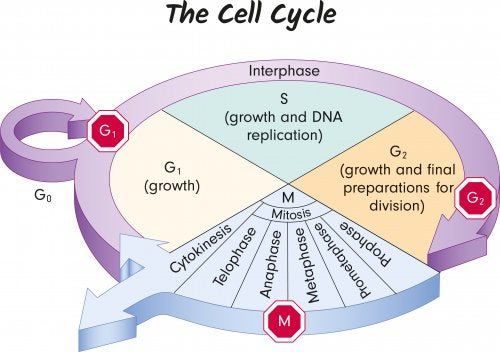 The Cell Cycle
Interphase
S
(growth and DNA
replication)
G₁
G₀
G₁
(growth)
G₂
(growth and final
preparations for
division)
G₂
M
Mitosis
Cytokinesis
Telophase
Anaphase
Metaphase
Prometaphase
Prophase
M